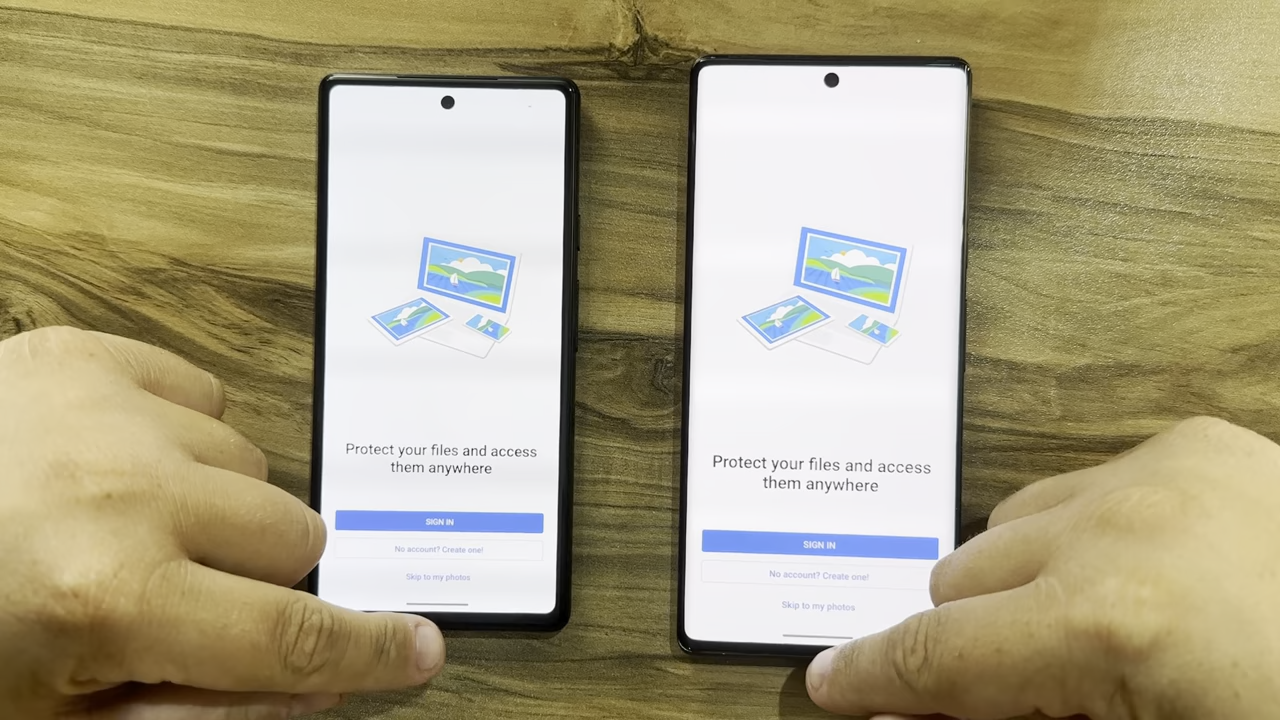 Protect your files and access
them anywhere
SIGN IN
No account? Create one!
Skip to my photos
Protect your files and access
them anywhere
SIGN IN
No account? Create one!
Skip to my photos